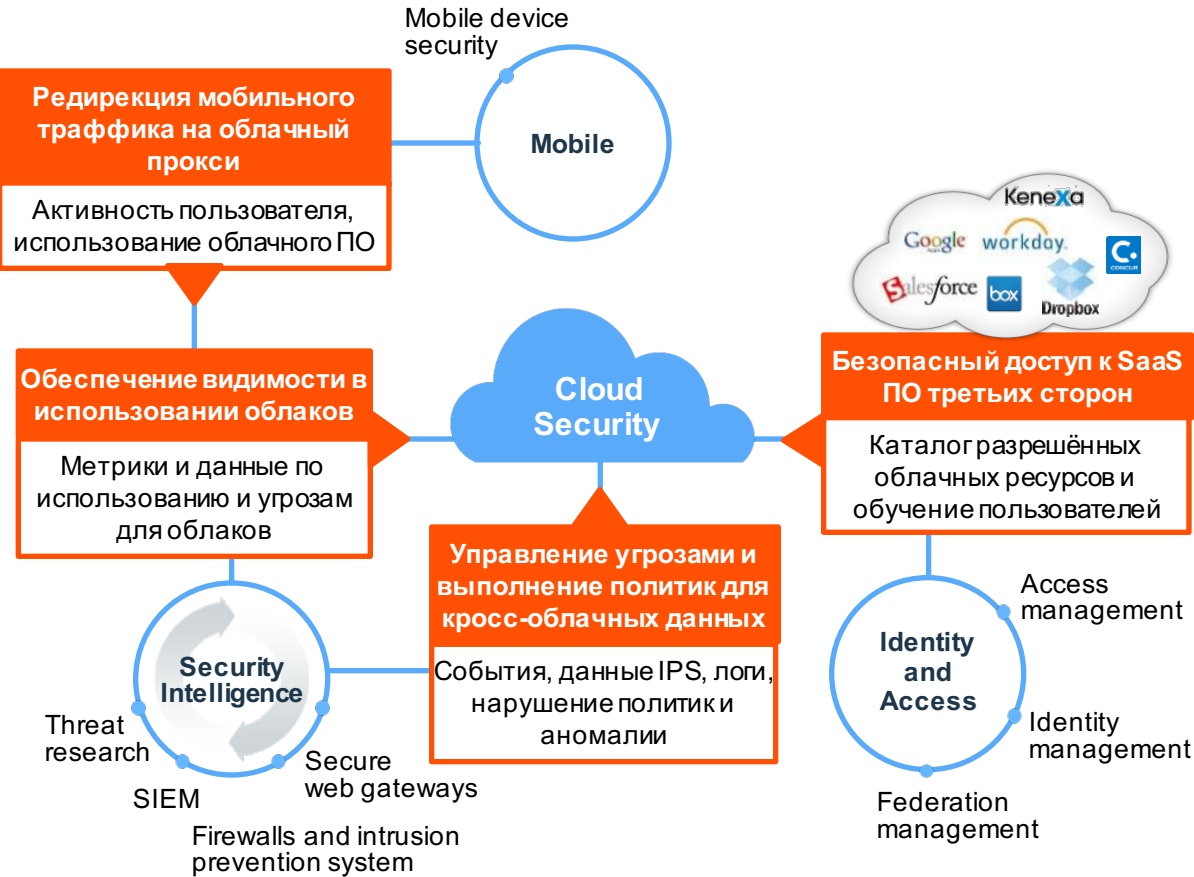 Mobile device
security
Редирекция мобильного
траффика на облачный
прокси
Активность пользователя,
использование облачного ПО
Mobile
Kenexa
Google
workday.
C.
CONCUR
salesforce
box
Dropbox
Обеспечение видимости в
использовании облаков
Метрики и данные по
использованию и угрозам
для облаков
Cloud
Security
Безопасный доступ к SaaS
ПО третьих сторон
Каталог разрешённых
облачных ресурсов и
обучение пользователей
Управление угрозами и
выполнение политик для
кросс-облачных данных
События, данные IPS, логи,
нарушение политик и
аномалии
Security
Intelligence
Threat
research
SIEM
Secure
web gateways
Firewalls and intrusion
prevention system
Identity
and
Access
Access
management
Identity
management
Federation
management